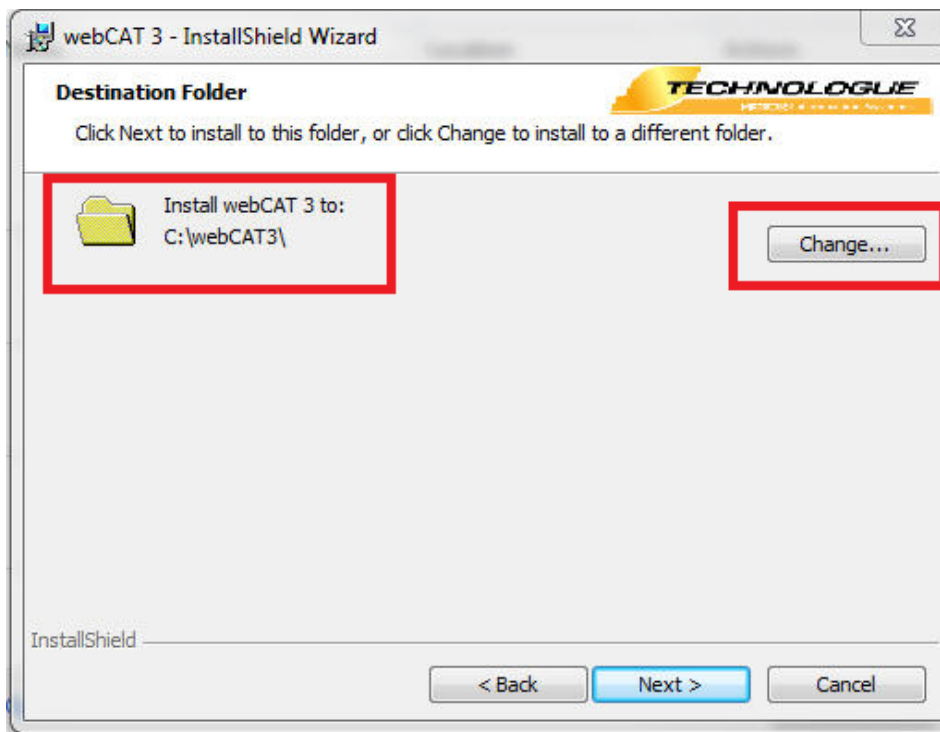 webCAT 3 - InstallShield Wizard
Destination Folder
TECHNOLOGUE
Click Next to install to this folder, or click Change to install to a different folder.
Install webCAT 3 to:
C:\webCAT3\
Change...
InstallShield
< Back
Next >
Cancel